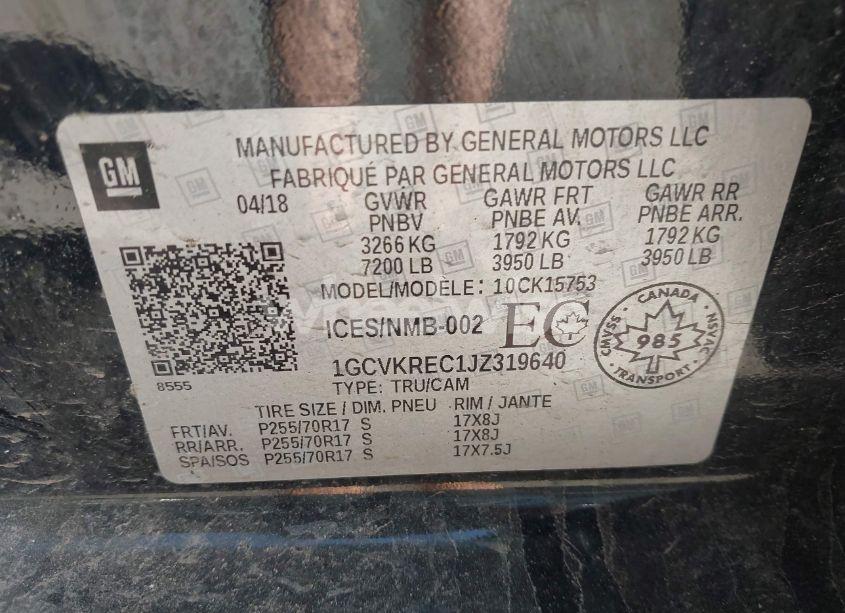 GM
MANUFACTURED BY GENERAL MOTORS LLC
FABRIQUÉ PAR GENERAL MOTORS LLC
04/18 GVWR GAWR FRT GAWR RR
PNBV PNBE AV. PNBE ARR.
3266 KG 1792 KG 1792 KG
7200 LB 3950 LB 3950 LB
MODEL/MODÈLE: 10CK15753
ICES/NMB-002 EC
CANADA
CMVSS 985 NSVAC
TRANSPORT
1GCVKREC1JZ319640
8555
TYPE: TRU/CAM
TIRE SIZE / DIM. PNEU RIM / JANTE
FRT/AV. P255/70R17 S 17X8J
RR/ARR. P255/70R17 S 17X8J
SPA/SOS P255/70R17 S 17X7.5J